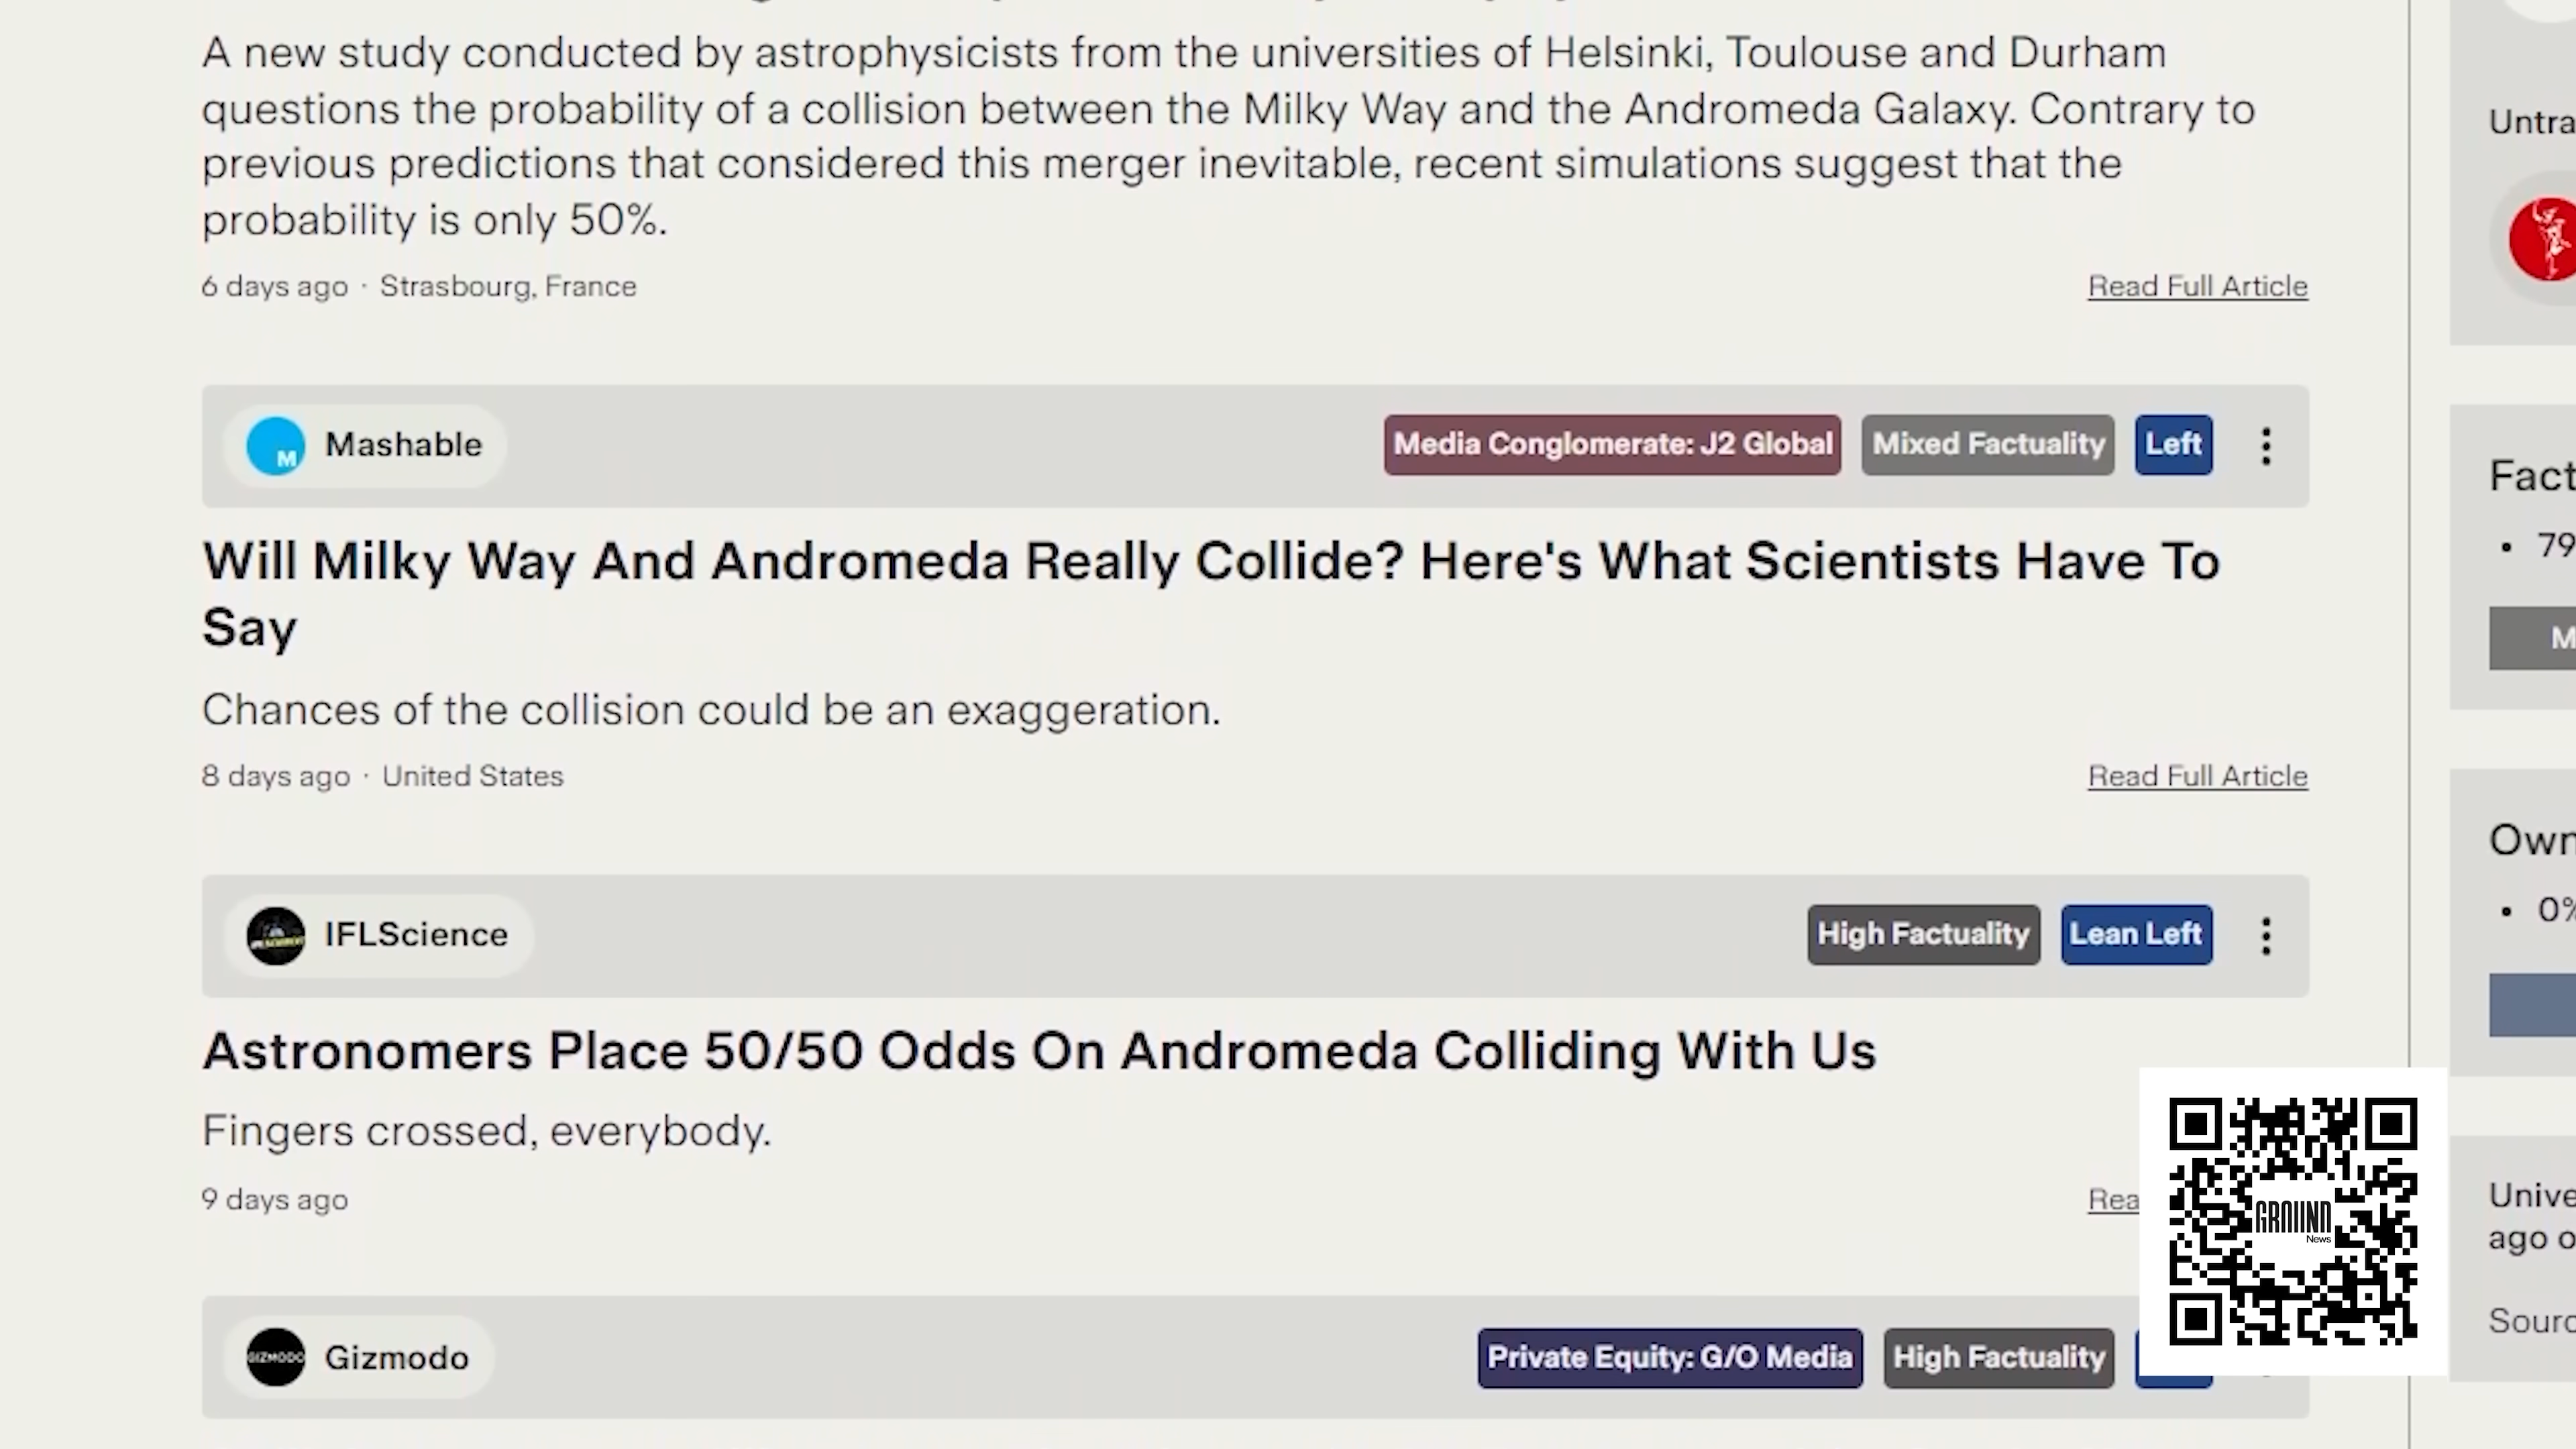 A new study conducted by astrophysicists from the universities of Helsinki, Toulouse and Durham
questions the probability of a collision between the Milky Way and the Andromeda Galaxy. Contrary to
previous predictions that considered this merger inevitable, recent simulations suggest that the
probability is only 50%.
6 days ago · Strasbourg, France
Read Full Article
Mashable
Media Conglomerate: J2 Global
Mixed Factuality
Left
Will Milky Way And Andromeda Really Collide? Here's What Scientists Have To
Say
Chances of the collision could be an exaggeration.
8 days ago · United States
Read Full Article
IFLScience
High Factuality
Lean Left
Astronomers Place 50/50 Odds On Andromeda Colliding With Us
Fingers crossed, everybody.
9 days ago
Rea
GROUND
News
GIZMODO
Gizmodo
Private Equity: G/O Media
High Factuality
Untra
Fact
79
M
Own
0%
Unive
ago o
Sourc